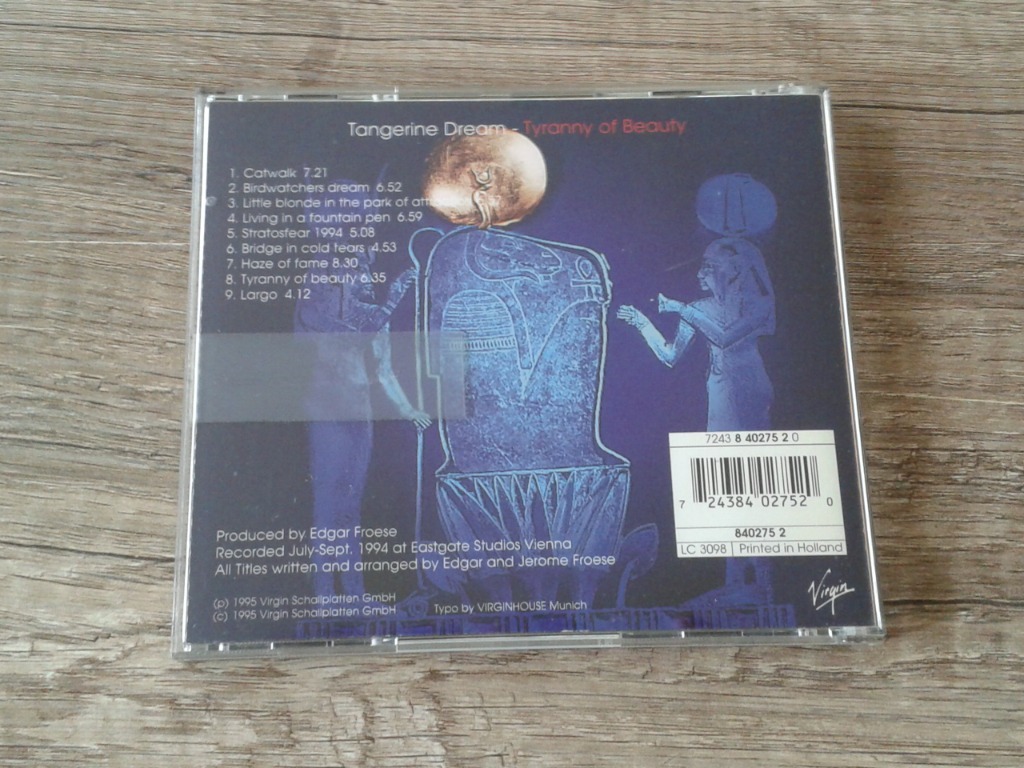 Tangerine Dream - Tyranny of Beauty
1. Catwalk 7.21
2. Birdwatchers dream 6.52
3. Little blonde in the park of
4. Living in a fountain pen 6.59
5. Stratosfear 1994 5.08
6. Bridge in cold tears 4.53
7. Haze of fame 8.30
8. Tyranny of beauty 6.35
9. Largo 4.12
7243 8 40275 2 0
7 24384 02752 0
840275 2
LC 3098 Printed in Holland
Produced by Edgar Froese
Recorded July-Sept. 1994 at Eastgate Studios Vienna
All Titles written and arranged by Edgar and Jerome Froese
(p) 1995 Virgin Schallplatten GmbH
(c) 1995 Virgin Schallplatten GmbH
Typo by VIRGINHOUSE Munich
Virgin